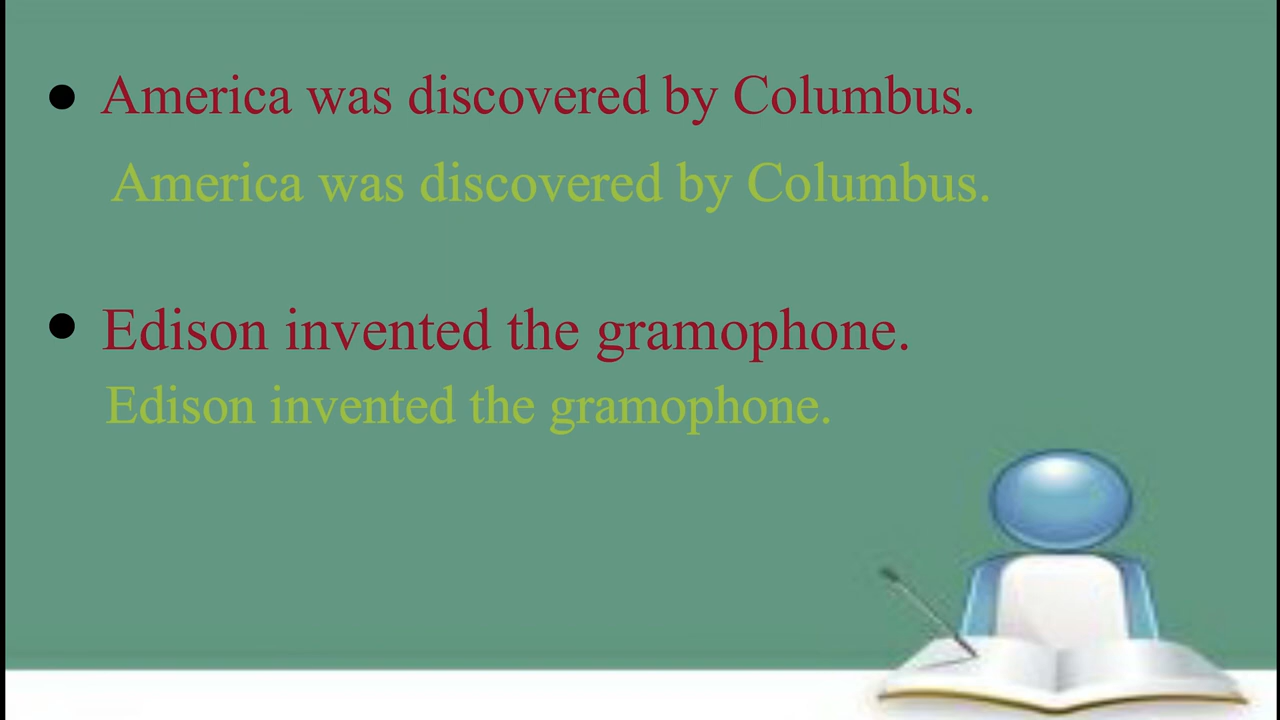 ● America was discovered by Columbus.
America was discovered by Columbus.
● Edison invented the gramophone.
Edison invented the gramophone.